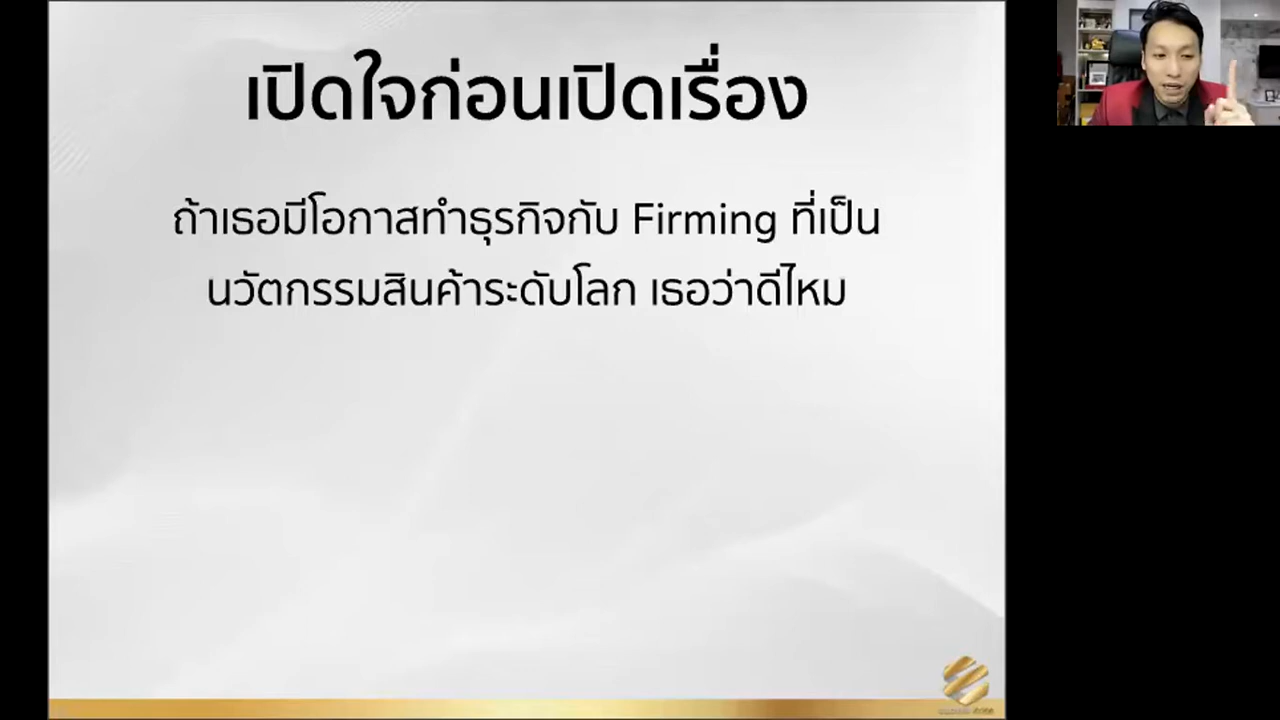 เปิดใจก่อนเปิดเรื่อง
ถ้าเธอมีโอกาสทำธุรกิจกับ Firming ที่เป็น
นวัตกรรมสินค้าระดับโลก เธอว่าดีไหม